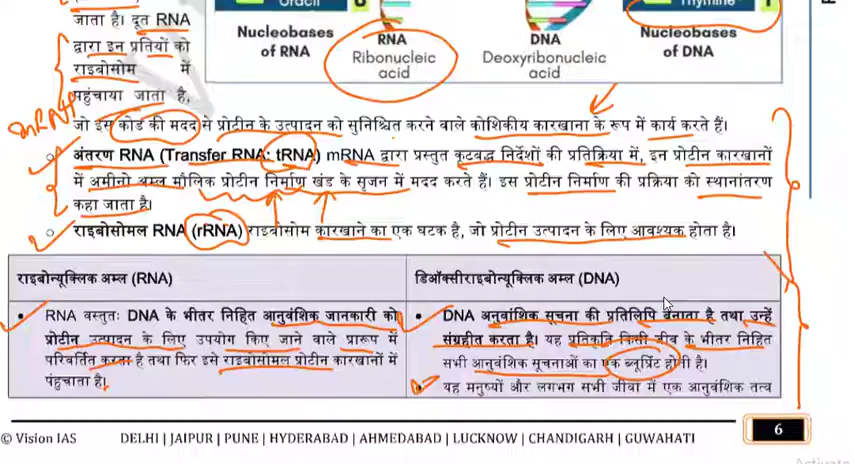 Uracil
Thymine
Nucleobases
of RNA
RNA
Ribonucleic
acid
DNA
Deoxyribonucleic
acid
Nucleobases
of DNA
जाता है। दूत RNA
द्वारा इन प्रतियों को
राइबोसोम में
पहुंचाया जाता है,
mRNA
जो इस कोड की मदद से प्रोटीन के उत्पादन को सुनिश्चित करने वाले कोशिकीय कारखाना के रूप में कार्य करते हैं।
अंतरण RNA (Transfer RNA: tRNA) mRNA द्वारा प्रस्तुत कूटबद्ध निर्देशों की प्रतिक्रिया में, इन प्रोटीन कारखानों
में अमीनो अम्ल मौलिक प्रोटीन निर्माण खंड के सृजन में मदद करते हैं। इस प्रोटीन निर्माण की प्रक्रिया को स्थानांतरण
कहा जाता है।
राइबोसोमल RNA (rRNA) राइबोसोम कारखाने का एक घटक है, जो प्रोटीन उत्पादन के लिए आवश्यक होता है।
राइबोन्यूक्लिक अम्ल (RNA)
डिऑक्सीराइबोन्यूक्लिक अम्ल (DNA)
RNA वस्तुतः DNA के भीतर निहित आनुवंशिक जानकारी को
प्रोटीन उत्पादन के लिए उपयोग किए जाने वाले प्रारूप में
परिवर्तित करता है तथा फिर इसे राइबोसोमल प्रोटीन कारखानों में
पंहुचाता है।
DNA अनुवांशिक सूचना की प्रतिलिपि बनाता है तथा उन्हें
संग्रहीत करता है। यह प्रतिकृति किसी जीव के भीतर निहित
सभी आनुवंशिक सूचनाओं का एक ब्लूप्रिंट होती है।
यह मनुष्यों और लगभग सभी जीवों में एक आनुवंशिक तत्व
6
© Vision IAS
DELHI | JAIPUR | PUNE | HYDERABAD | AHMEDABAD | LUCKNOW | CHANDIGARH | GUWAHATI